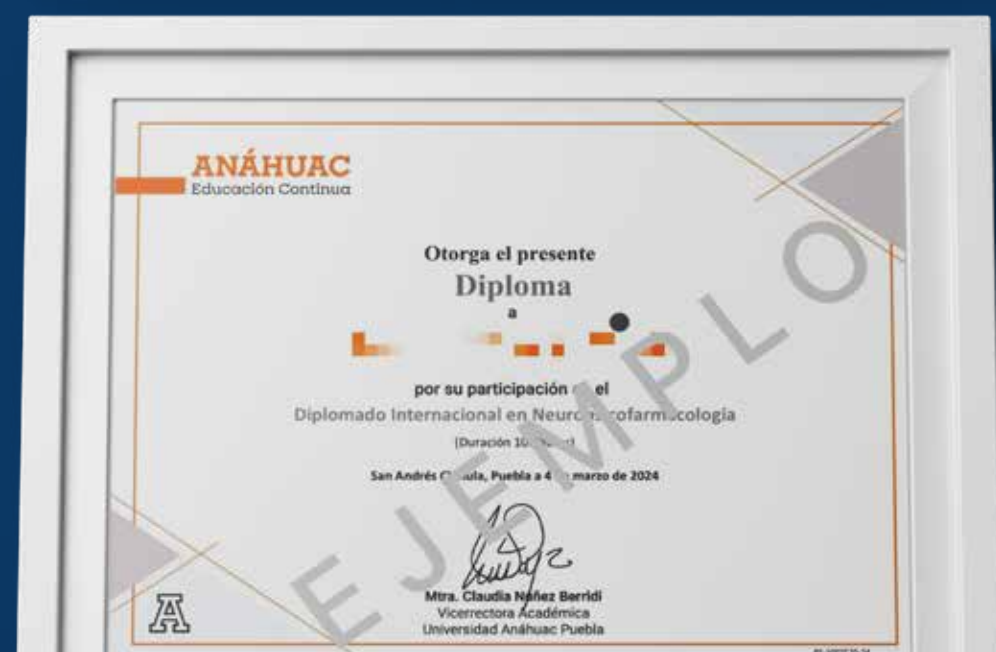 ANÁHUAC
Educación Continua
Otorga el presente
Diploma
a
por su participación el
Diplomado Internacional en
(Duración
San Andrés Puebla a 4 marzo de 2024
EJEMPLO
Mtra. Claudia Núñez Berridi
Vicerrectora Académica
Universidad Anáhuac Puebla
A